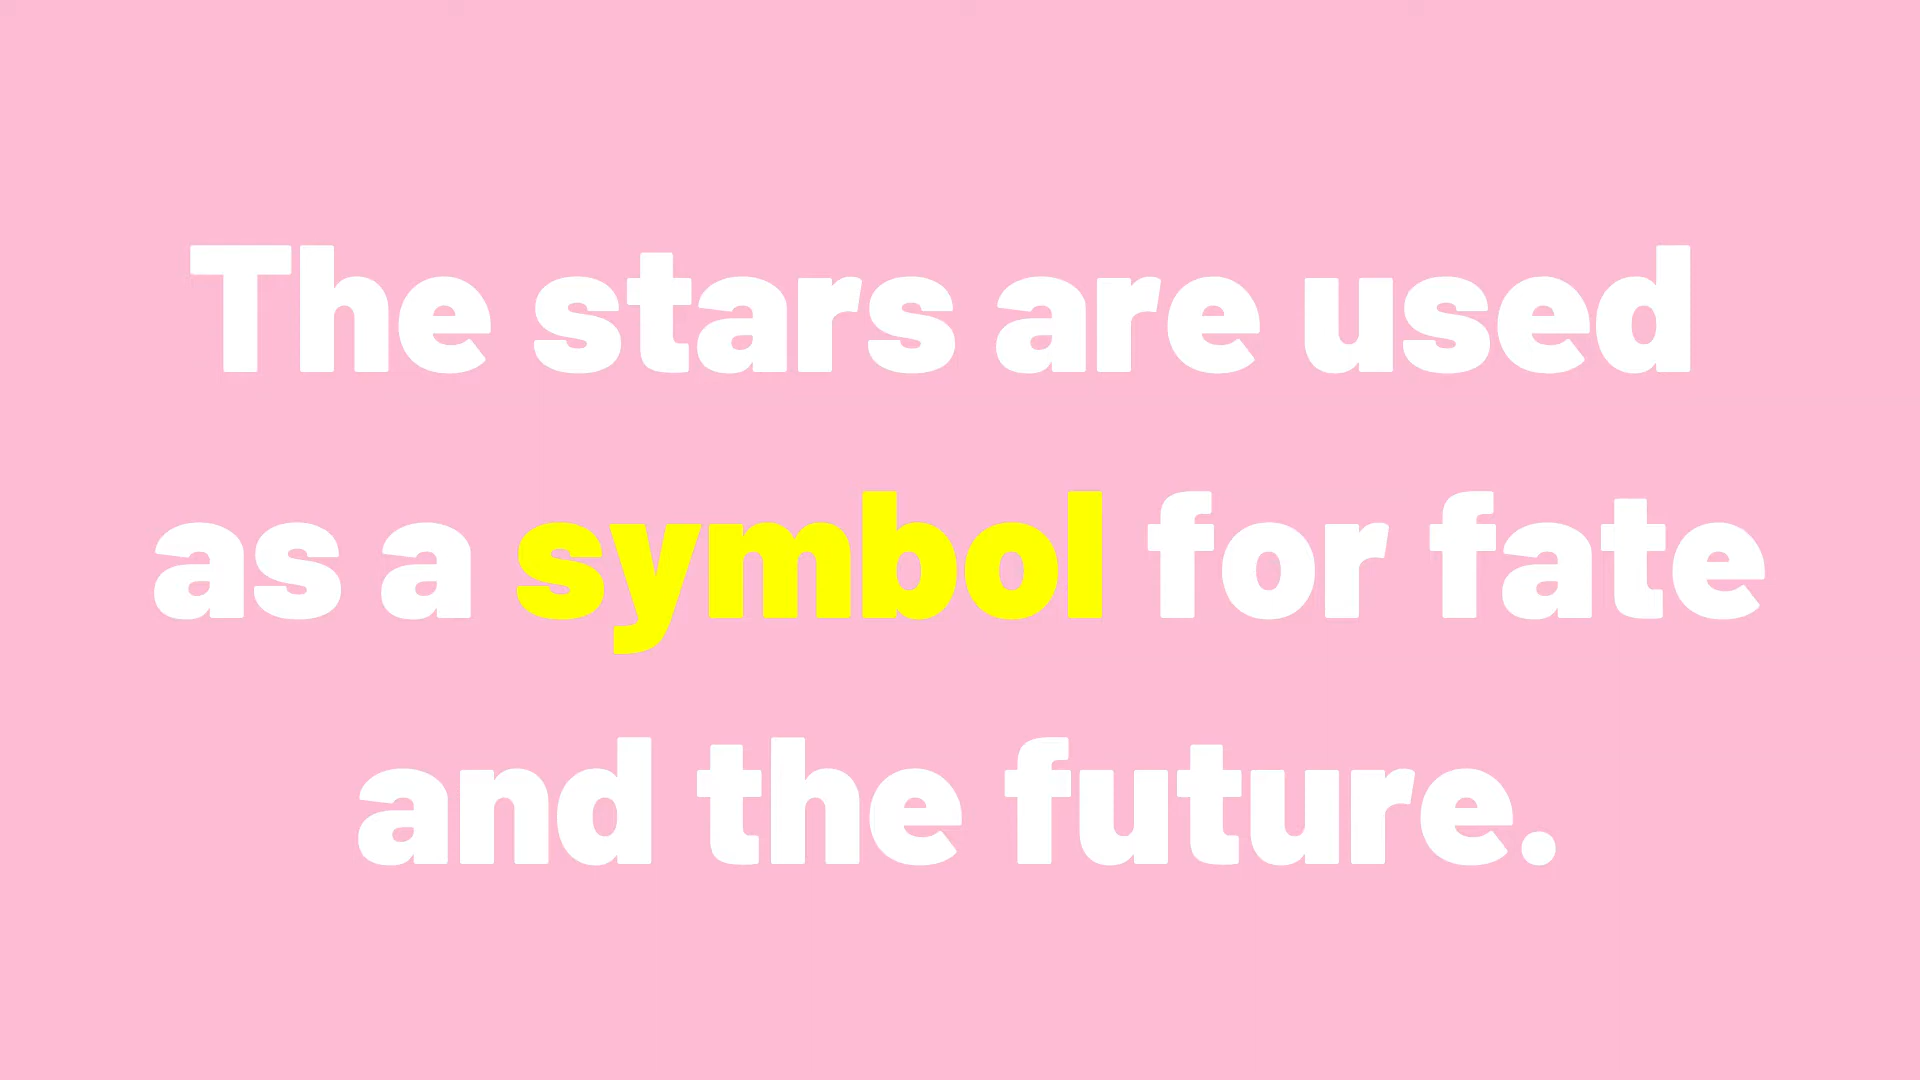 The stars are used
as a symbol for fate
and the future.